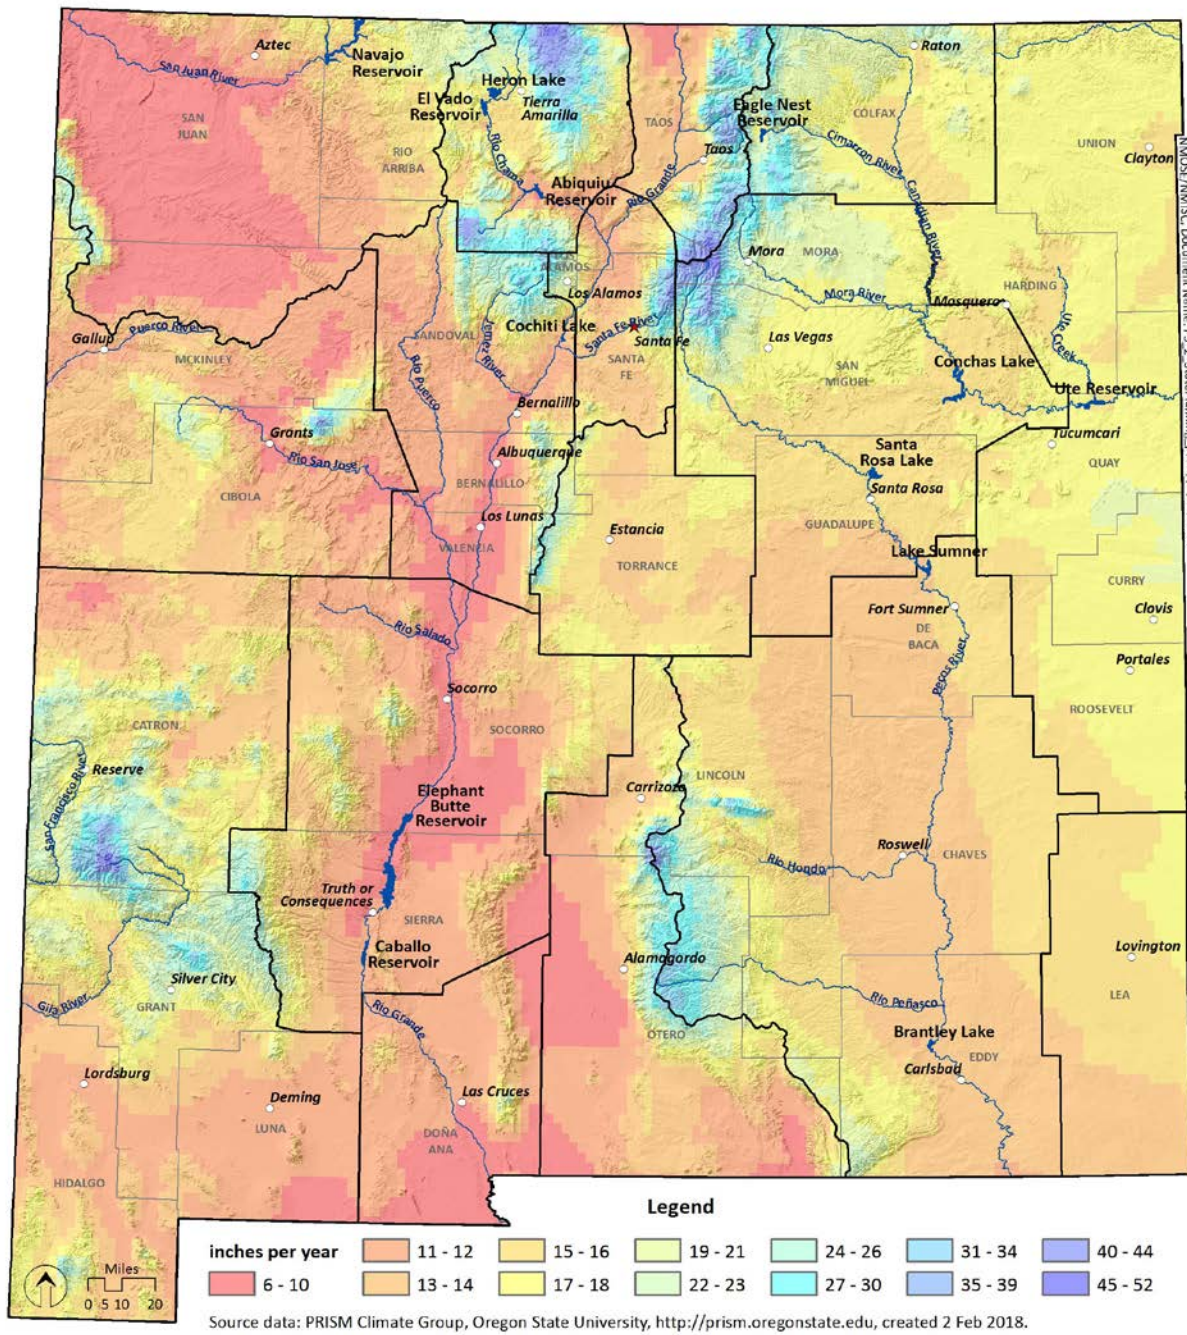 Aztec
San Juan River
Navajo
Reservoir
SAN
JUAN
RIO
ARRIBA
Heron Lake
El Vado
Reservoir
Tierra
Amarilla
Rio Chama
Abiquiu
Reservoir
TAOS
Taos
Rio Grande
Eagle Nest
Reservoir
Raton
COLFAX
Cimarron River
Canadian River
UNION
Clayton
Mora
MORA
Mora River
Mosquero
HARDING
Ute Creek
ALAMOS
Los Alamos
Cochiti Lake
Santa Fe River
Santa Fe
SANTA
FE
Las Vegas
SAN
MIGUEL
Conchas Lake
Ute Reservoir
Gallup
Puerco River
MCKINLEY
SANDOVAL
Jemez River
Rio Puerco
Bernalillo
Grants
Rio San Jose
CIBOLA
Albuquerque
BERNALILLO
Los Lunas
VALENCIA
Estancia
TORRANCE
Santa
Rosa Lake
Santa Rosa
GUADALUPE
Tucumcari
QUAY
Lake Sumner
CURRY
Clovis
Fort Sumner
DE
BACA
Pecos River
Portales
ROOSEVELT
Rio Salado
Socorro
SOCORRO
CATRON
Reserve
San Francisco River
Elephant
Butte
Reservoir
Carrizozo
LINCOLN
Rio Hondo
Roswell
CHAVES
Truth or
Consequences
SIERRA
Caballo
Reservoir
Alamagordo
Lovington
LEA
Silver City
Gila River
GRANT
Rio Grande
OTERO
Rio Peñasco
Brantley Lake
EDDY
Carlsbad
Lordsburg
Deming
LUNA
Las Cruces
DOÑA
ANA
HIDALGO
Legend
inches per year
6 - 10
11 - 12
13 - 14
15 - 16
17 - 18
19 - 21
22 - 23
24 - 26
27 - 30
31 - 34
35 - 39
40 - 44
45 - 52
Miles
0 5 10 20
Source data: PRISM Climate Group, Oregon State University, http://prism.oregonstate.edu, created 2 Feb 2018.